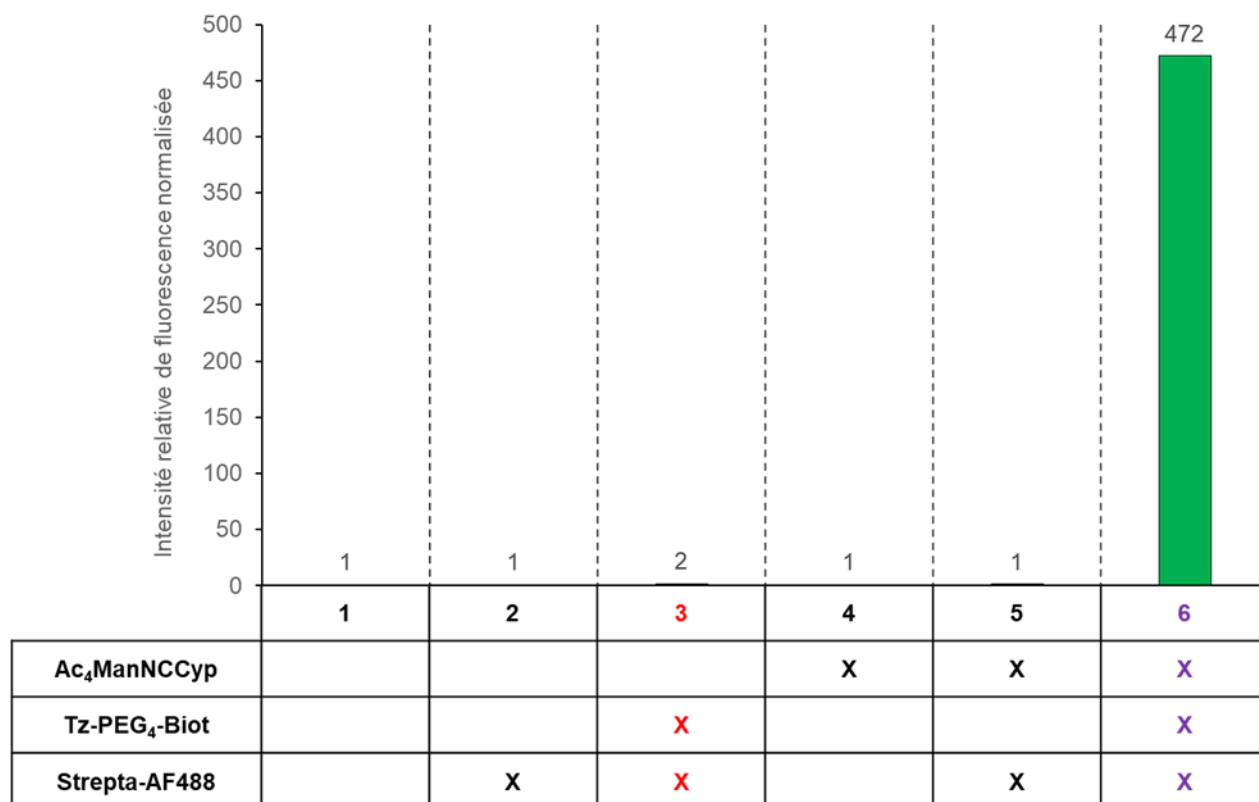 Intensité relative de fluorescence normalisée
500
450
400
350
300
250
200
150
100
50
0
1 1 2 1 1 472
1 2 3 4 5 6
Ac₄ManNCCyp X X X
Tz-PEG₄-Biot X X
Strepta-AF488 X X X X